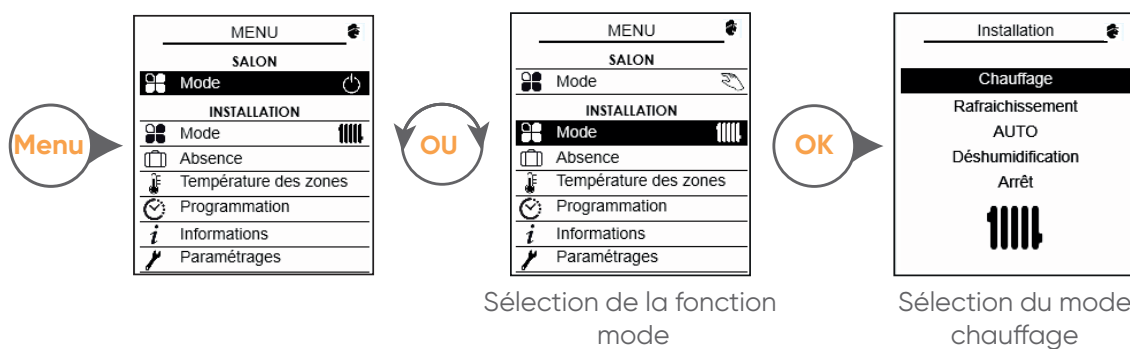 Menu
MENU
SALON
Mode
INSTALLATION
Mode
Absence
Température des zones
Programmation
Informations
Paramétrages
OU
MENU
SALON
Mode
INSTALLATION
Mode
Absence
Température des zones
Programmation
Informations
Paramétrages
Sélection de la fonction
mode
OK
Installation
Chauffage
Rafraichissement
AUTO
Déshumidification
Arrêt
Sélection du mode
chauffage